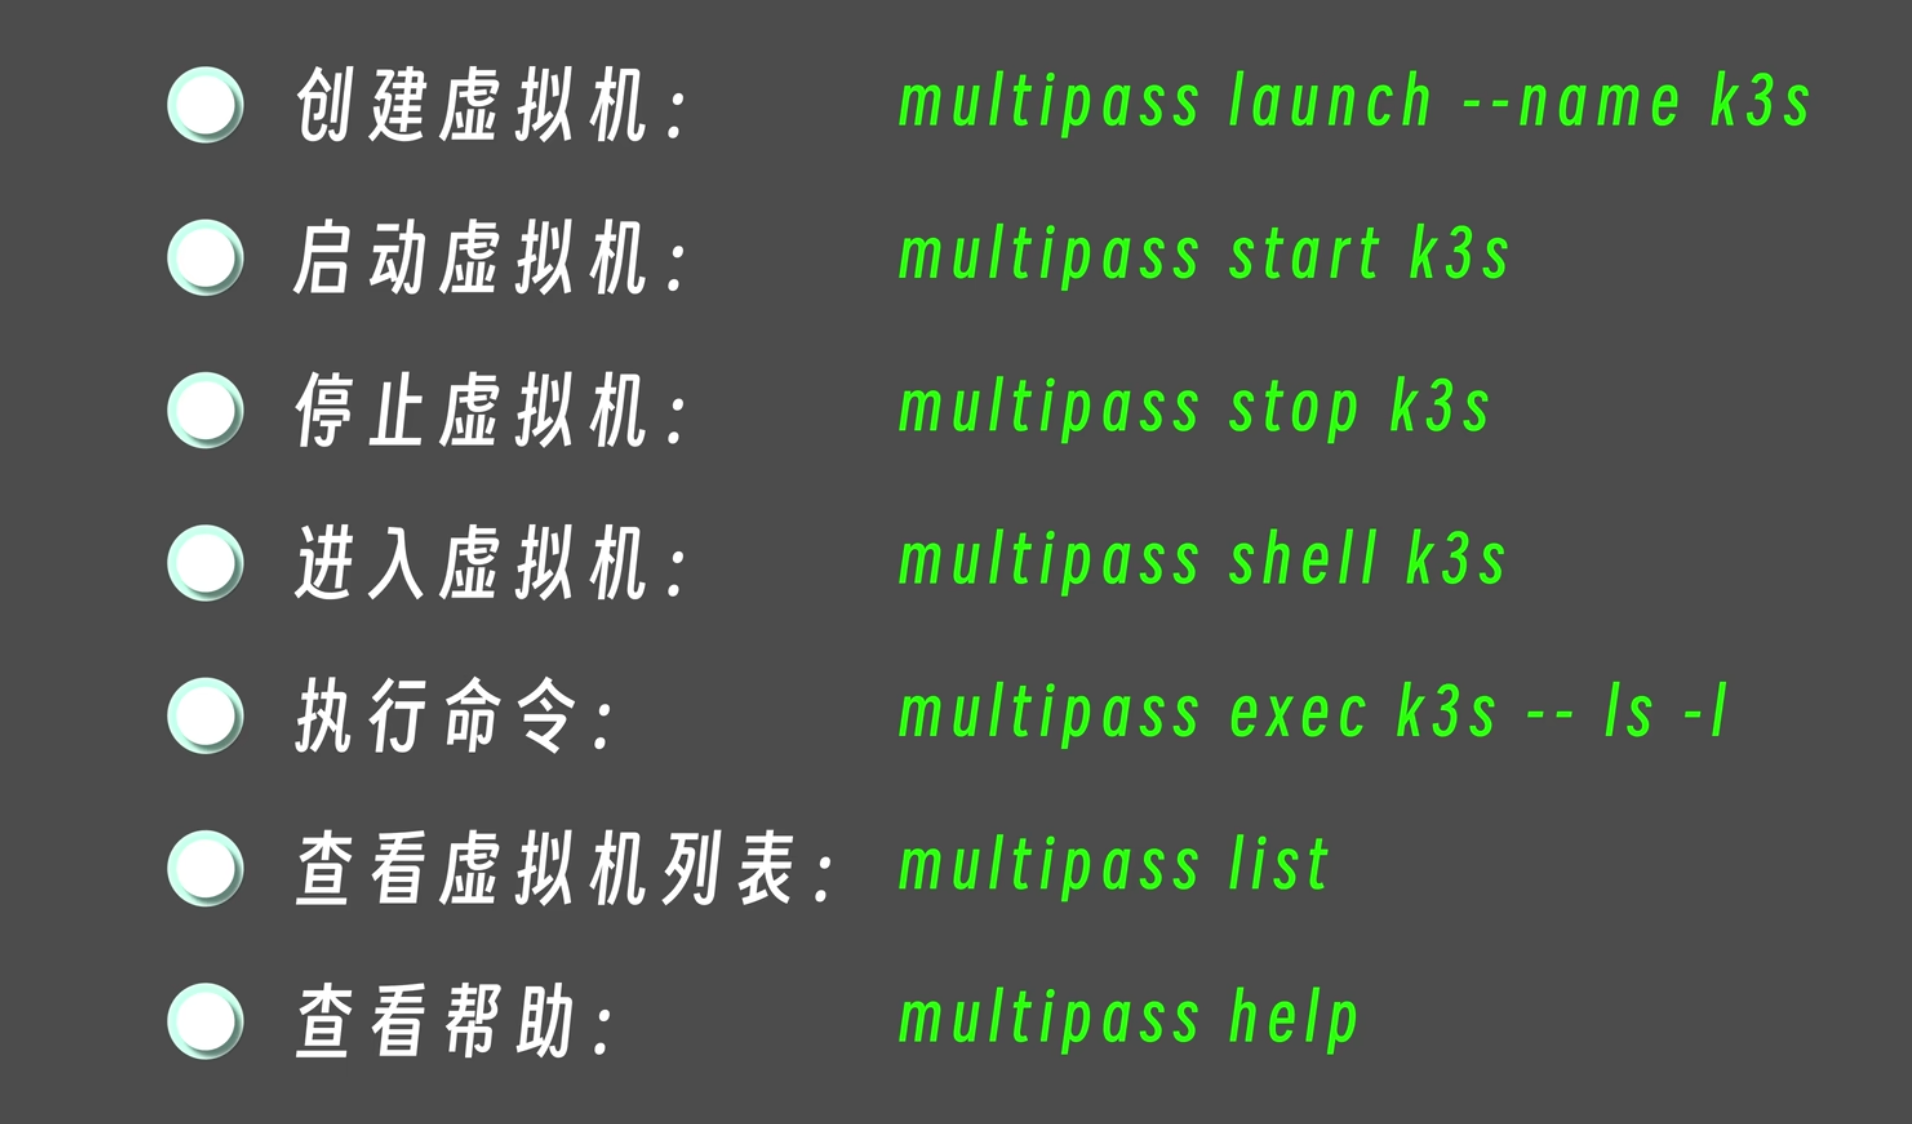 创建虚拟机： multipass launch --name k3s
启动虚拟机： multipass start k3s
停止虚拟机： multipass stop k3s
进入虚拟机： multipass shell k3s
执行命令： multipass exec k3s -- ls -l
查看虚拟机列表： multipass list
查看帮助： multipass help